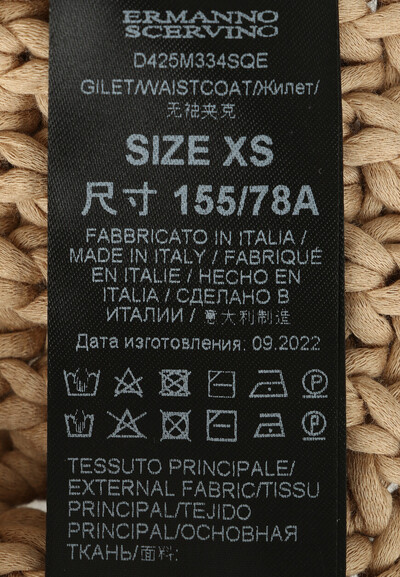 ERMANNO
SCERVINO
D425M334SQE
GILET/WAISTCOAT/Жилет/
无袖夹克
SIZE XS
尺寸 155/78A
FABBRICATO IN ITALIA /
MADE IN ITALY / FABRIQUÉ
EN ITALIE / HECHO EN
ITALIA / СДЕЛАНО В
ИТАЛИИ / 意大利制造
Дата изготовления: 09.2022
TESSUTO PRINCIPALE/
EXTERNAL FABRIC/TISSU
PRINCIPAL/TEJIDO
PRINCIPAL/ОСНОВНАЯ
ТКАНЬ/面料: